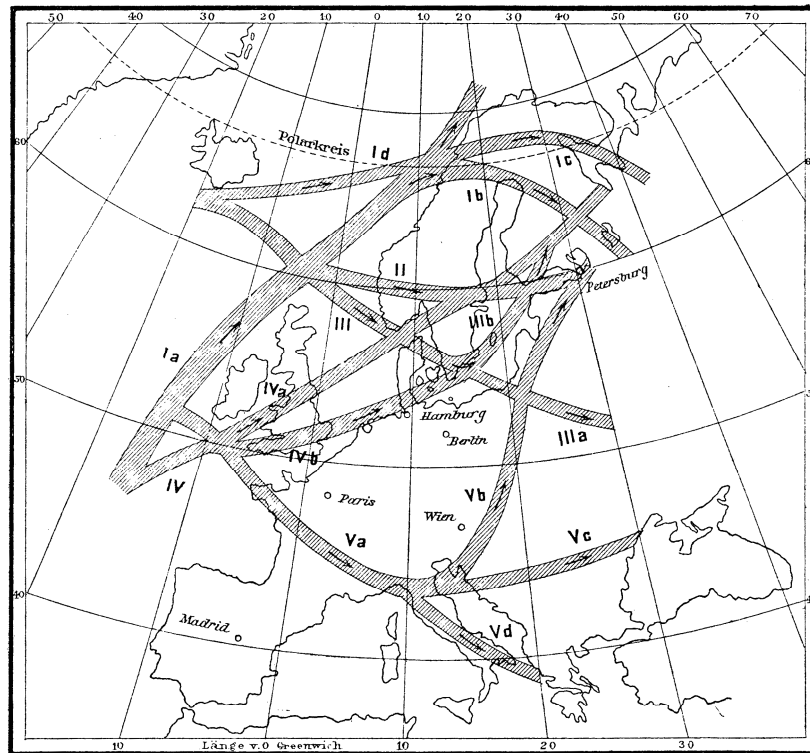 50 40 30 20 10 0 10 20 30 40 50 60 70
60
Polarkreis
Id
Ic
Ib
II
Petersburg
III
IIIb
Ia
50
IVa
Hamburg
Berlin
IIIa
IVb
IV
Paris
Vb
Wien
Va
Vc
40
Madrid
Vd
10 Länge v.O Greenwich 10 20 30